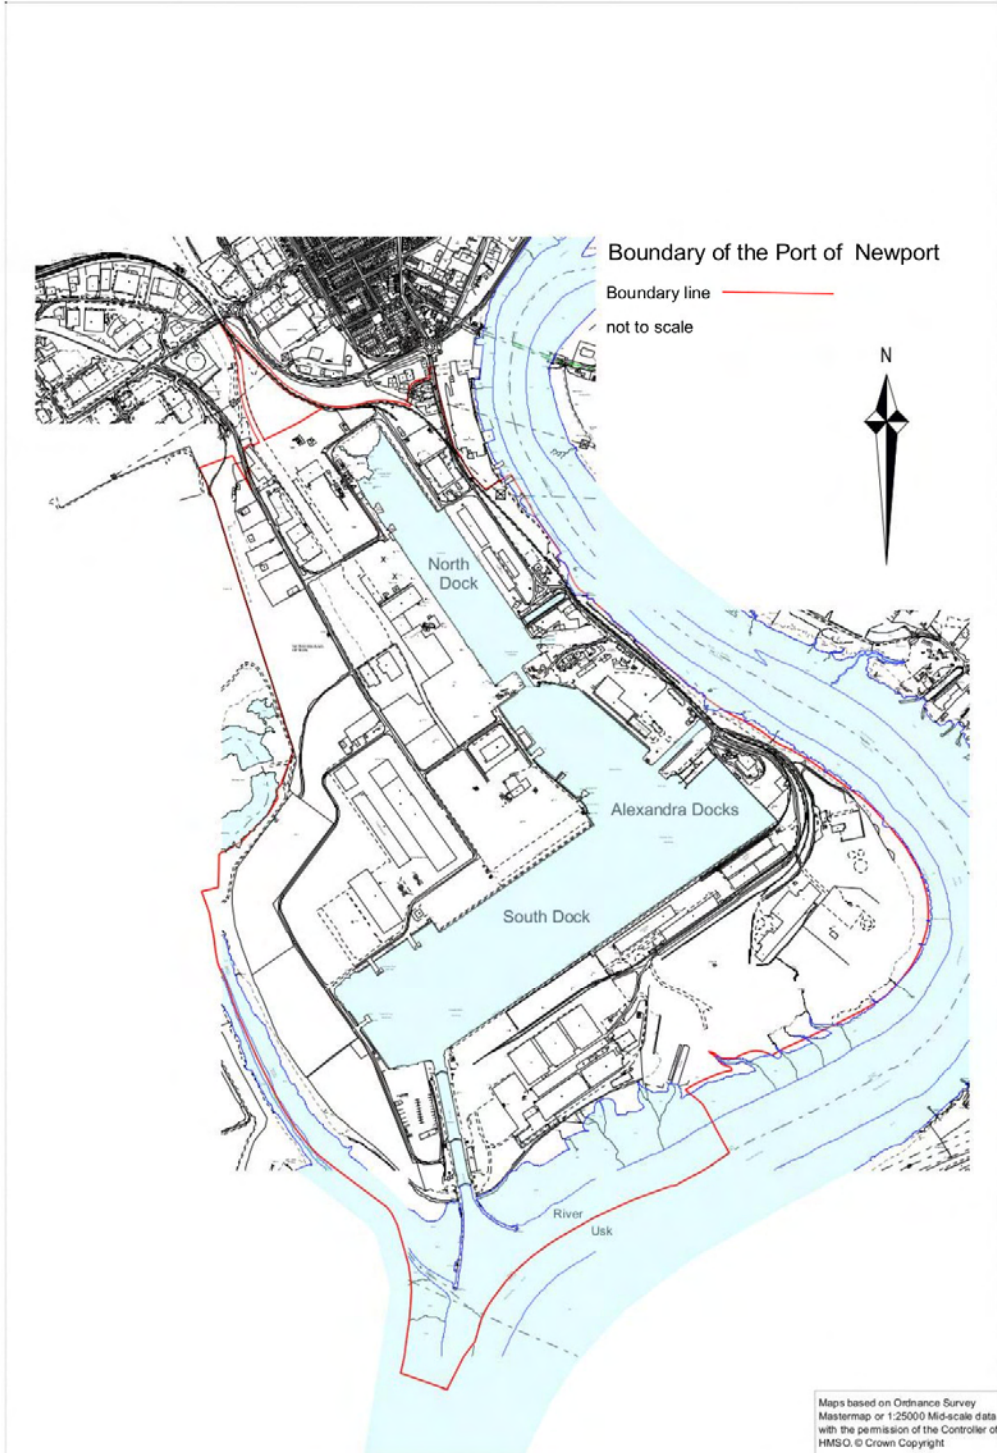 Boundary of the Port of  Newport
Boundary line
not to scale
N
North
Dock
Alexandra Docks
South Dock
River
Usk
Maps based on Ordnance Survey
Mastermap or 1:25000 Mid-scale data
with the permission of the Controller of
HMSO. © Crown Copyright